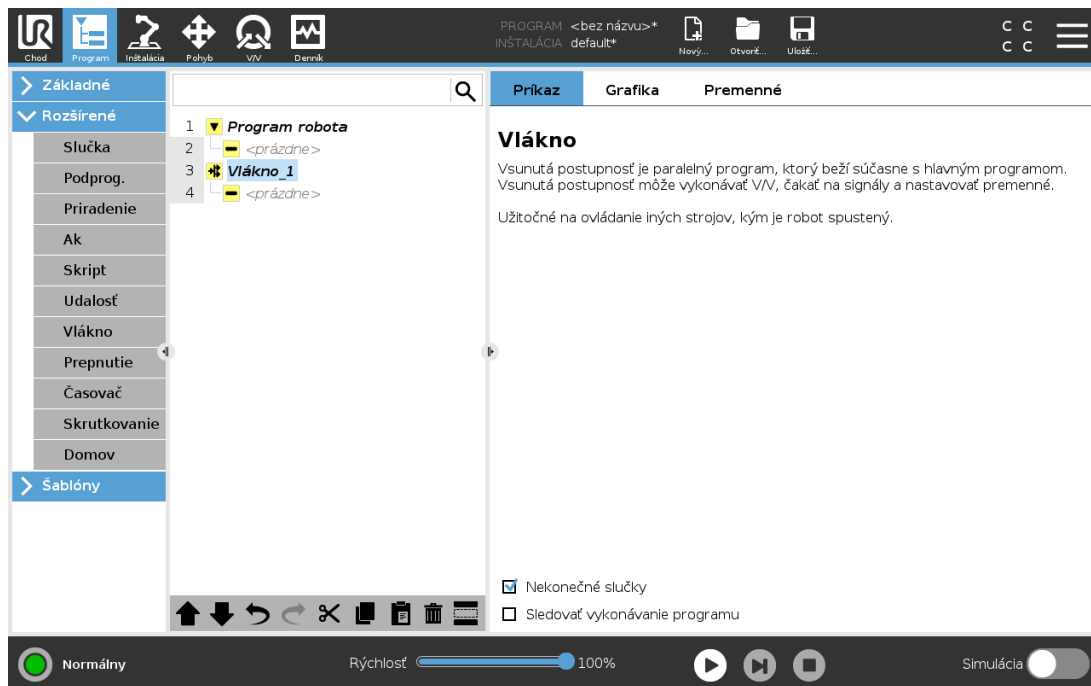 PROGRAM <bez názvu>*
INŠTALÁCIA default*
Chod
Program
Inštalácia
Pohyb
V/V
Denník
Nový...
Otvoriť...
Uložiť...
C C
C C
Základné
Rozšírené
Slučka
Podprog.
Priradenie
Ak
Skript
Udalosť
Vlákno
Prepnutie
Časovač
Skrutkovanie
Domov
Šablóny
1 Program robota
2 <prázdne>
3 Vlákno_1
4 <prázdne>
Príkaz Grafika Premenné
Vlákno
Vsunutá postupnosť je paralelný program, ktorý beží súčasne s hlavným programom.
Vsunutá postupnosť môže vykonávať V/V, čakať na signály a nastavovať premenné.
Užitočné na ovládanie iných strojov, kým je robot spustený.
Nekonečné slučky
Sledovať vykonávanie programu
Normálny
Rýchlosť 100%
Simulácia